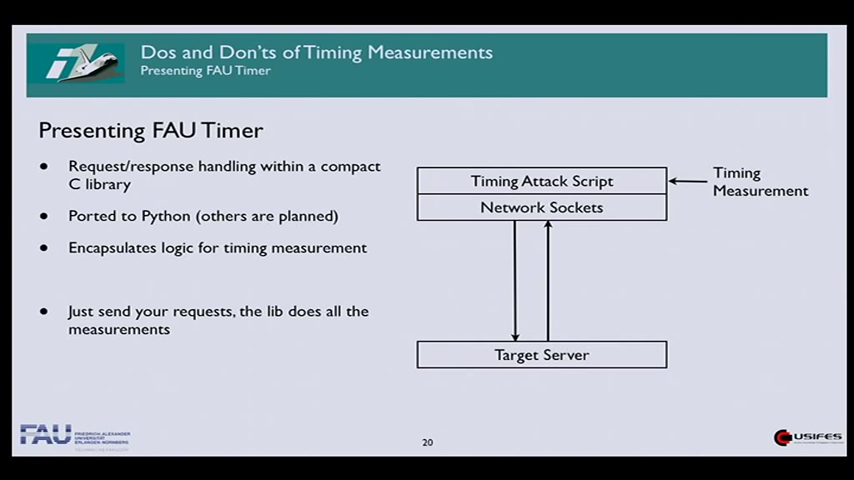 Dos and Don'ts of Timing Measurements
Presenting FAU Timer
Presenting FAU Timer
● Request/response handling within a compact
C library
● Ported to Python (others are planned)
● Encapsulates logic for timing measurement
● Just send your requests, the lib does all the
measurements
Timing Attack Script
Network Sockets
Timing
Measurement
Target Server
FAU
FRIEDRICH-ALEXANDER
UNIVERSITÄT
ERLANGEN-NÜRNBERG
20
USIFES